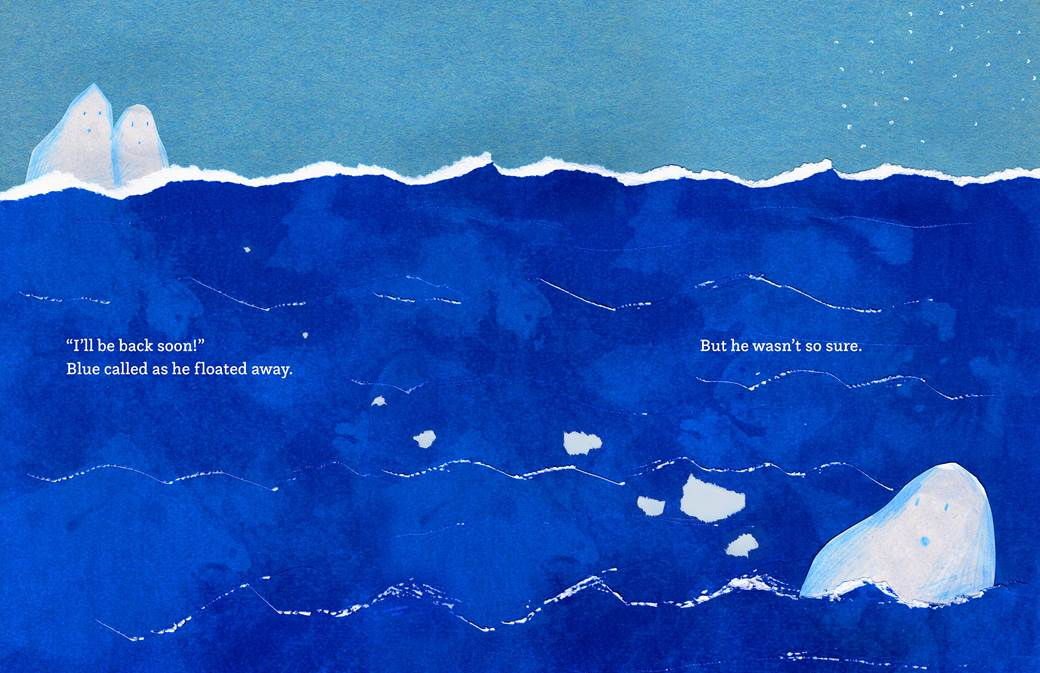 “I’ll be back soon!”
Blue called as he floated away.
But he wasn’t so sure.